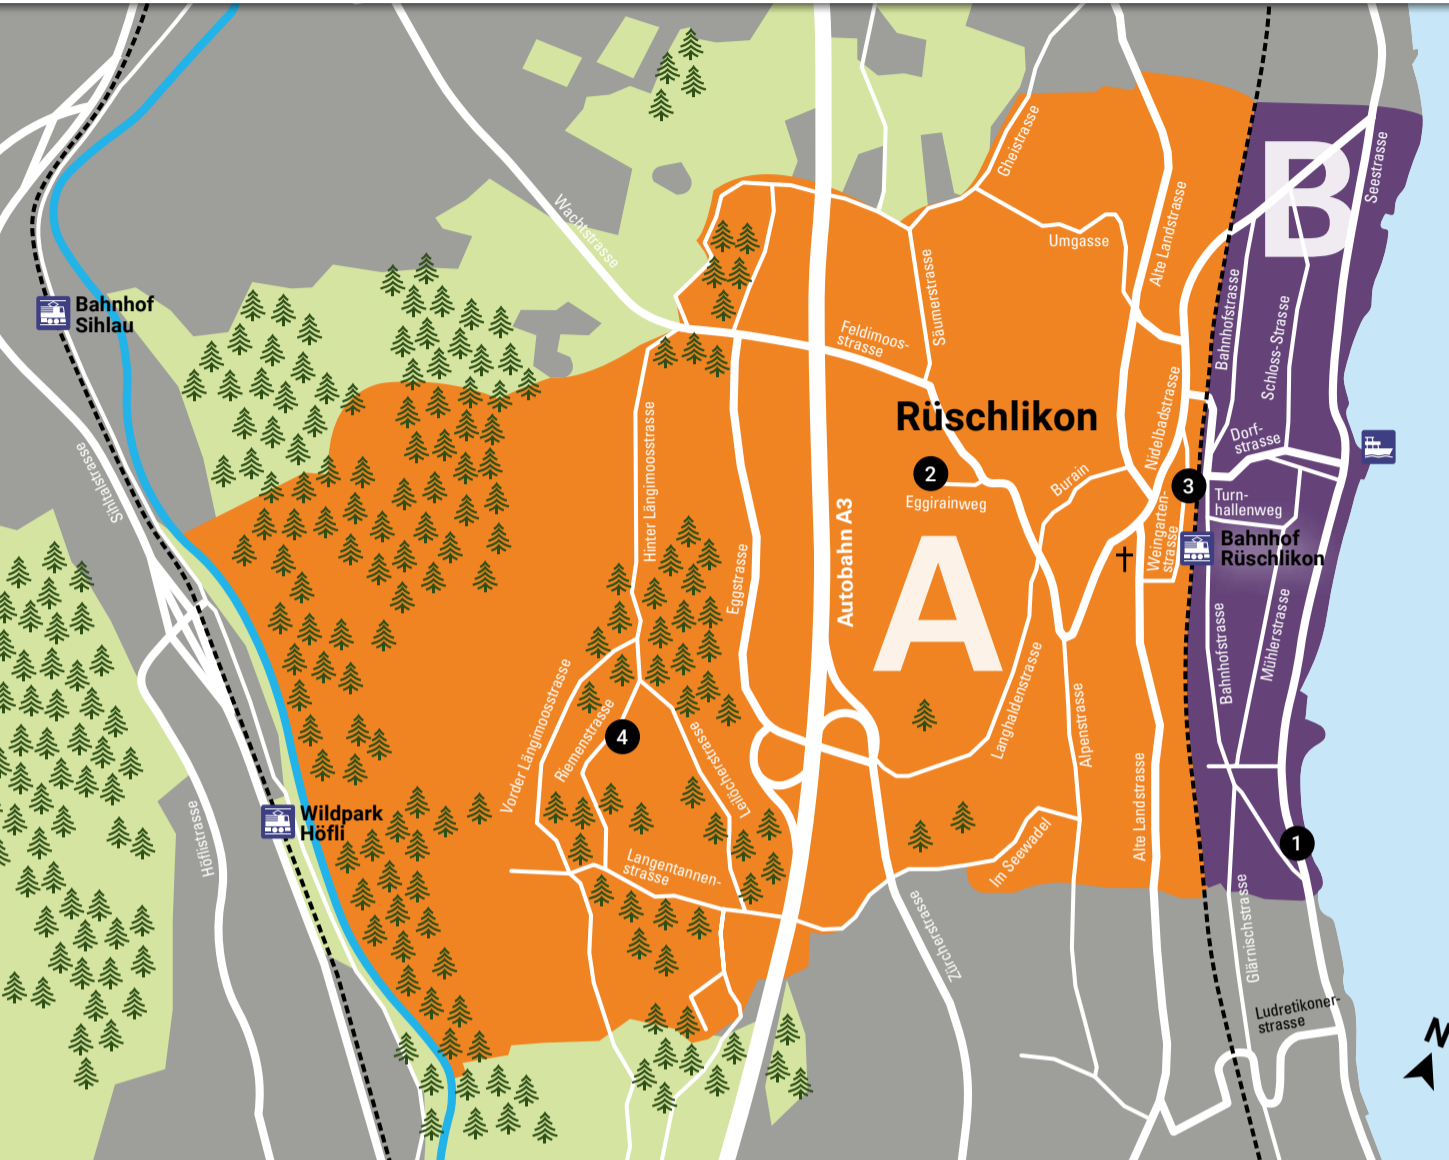 Gheistrasse
Seestrasse
B
Wachtstrasse
Umgasse
Alte Landstrasse
Säumerstrasse
Bahnhofstrasse
Schloss-Strasse
Bahnhof
Sihlau
Feldimoos-
strasse
Nidelbadstrasse
Rüschlikon
Dorf-
strasse
Hinter Längimoosstrasse
Sihltalstrasse
2
Eggirainweg
Burain
3
Turn-
hallenweg
Weingarten-
strasse
Bahnhof
Rüschlikon
Autobahn A3
Eggstrasse
A
Bahnhofstrasse
Mühlerstrasse
Vorder Längimoosstrasse
Riemenstrasse
4
Leilöcherstrasse
Langhaldenstrasse
Alpenstrasse
Alte Landstrasse
Wildpark
Höfli
Höflistrasse
Langentannen-
strasse
Im Seewadel
1
Zürcherstrasse
Glärnischstrasse
Ludretikoner-
strasse
N